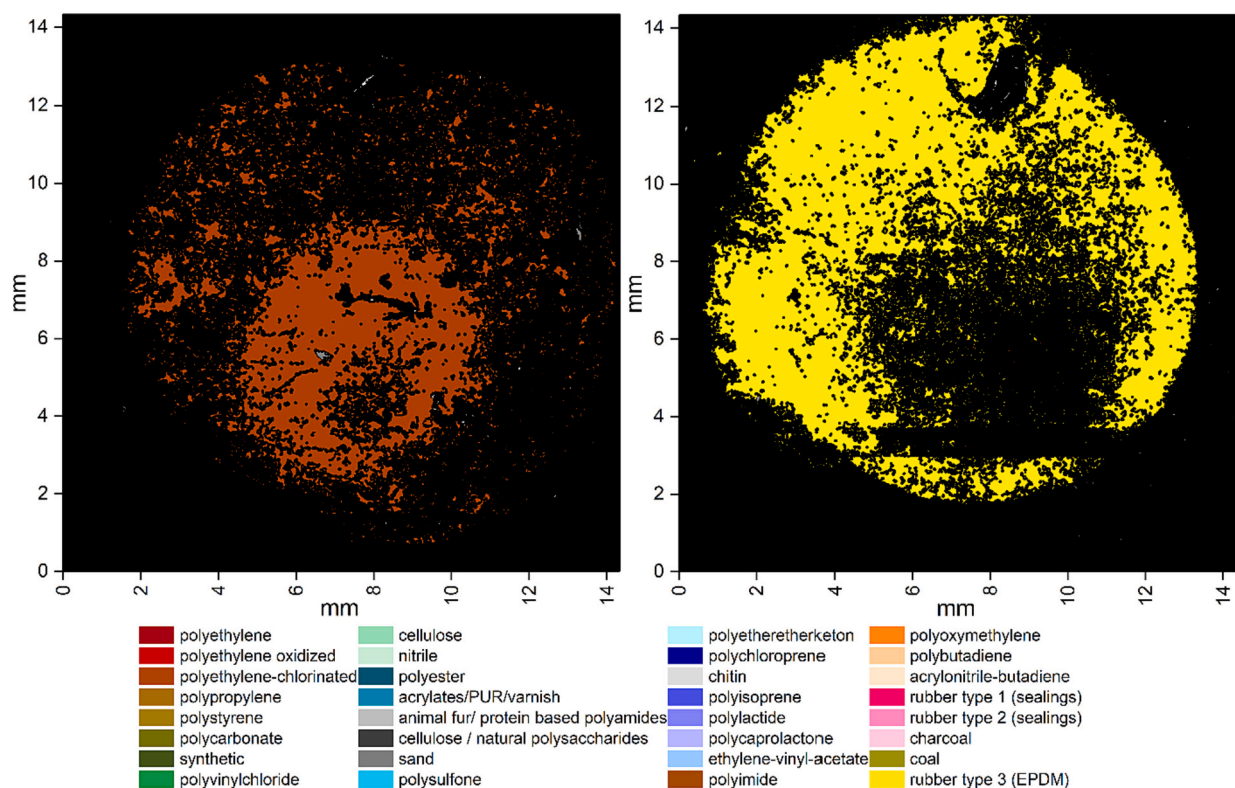 14
12
10
8
6
4
2
0
mm
0 2 4 6 8 10 12 14
mm
14
12
10
8
6
4
2
0
mm
0 2 4 6 8 10 12 14
mm
polyethylene
polyethylene oxidized
polyethylene-chlorinated
polypropylene
polystyrene
polycarbonate
synthetic
polyvinylchloride
cellulose
nitrile
polyester
acrylates/PUR/varnish
animal fur/ protein based polyamides
cellulose / natural polysaccharides
sand
polysulfone
polyetheretherketon
polychloroprene
chitin
polyisoprene
polylactide
polycaprolactone
ethylene-vinyl-acetate
polyimide
polyoxymethylene
polybutadiene
acrylonitrile-butadiene
rubber type 1 (sealings)
rubber type 2 (sealings)
charcoal
coal
rubber type 3 (EPDM)